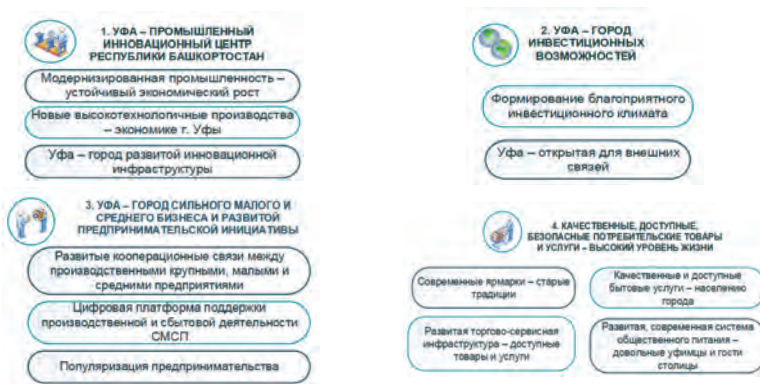 1. УФА – ПРОМЫШЛЕННЫЙ
ИННОВАЦИОННЫЙ ЦЕНТР
РЕСПУБЛИКИ БАШКОРТОСТАН
Модернизированная промышленность –
устойчивый экономический рост
Новые высокотехнологичные производства
– экономике г. Уфы
Уфа – город развитой инновационной
инфраструктуры
2. УФА – ГОРОД
ИНВЕСТИЦИОННЫХ
ВОЗМОЖНОСТЕЙ
Формирование благоприятного
инвестиционного климата
Уфа – открытая для внешних
связей
3. УФА – ГОРОД СИЛЬНОГО МАЛОГО И
СРЕДНЕГО БИЗНЕСА И РАЗВИТОЙ
ПРЕДПРИНИМАТЕЛЬСКОЙ ИНИЦИАТИВЫ
Развитые кооперационные связи между
производственными крупными, малыми и
средними предприятиями
Цифровая платформа поддержки
производственной и сбытовой деятельности
СМСП
Популяризация предпринимательства
4. КАЧЕСТВЕННЫЕ, ДОСТУПНЫЕ,
БЕЗОПАСНЫЕ ПОТРЕБИТЕЛЬСКИЕ ТОВАРЫ
И УСЛУГИ – ВЫСОКИЙ УРОВЕНЬ ЖИЗНИ
Современные ярмарки – старые
традиции
Качественные и доступные
бытовые услуги – населению
города
Развитая торгово-сервисная
инфраструктура – доступные
товары и услуги
Развитая, современная система
общественного питания –
довольные уфимцы и гости
столицы